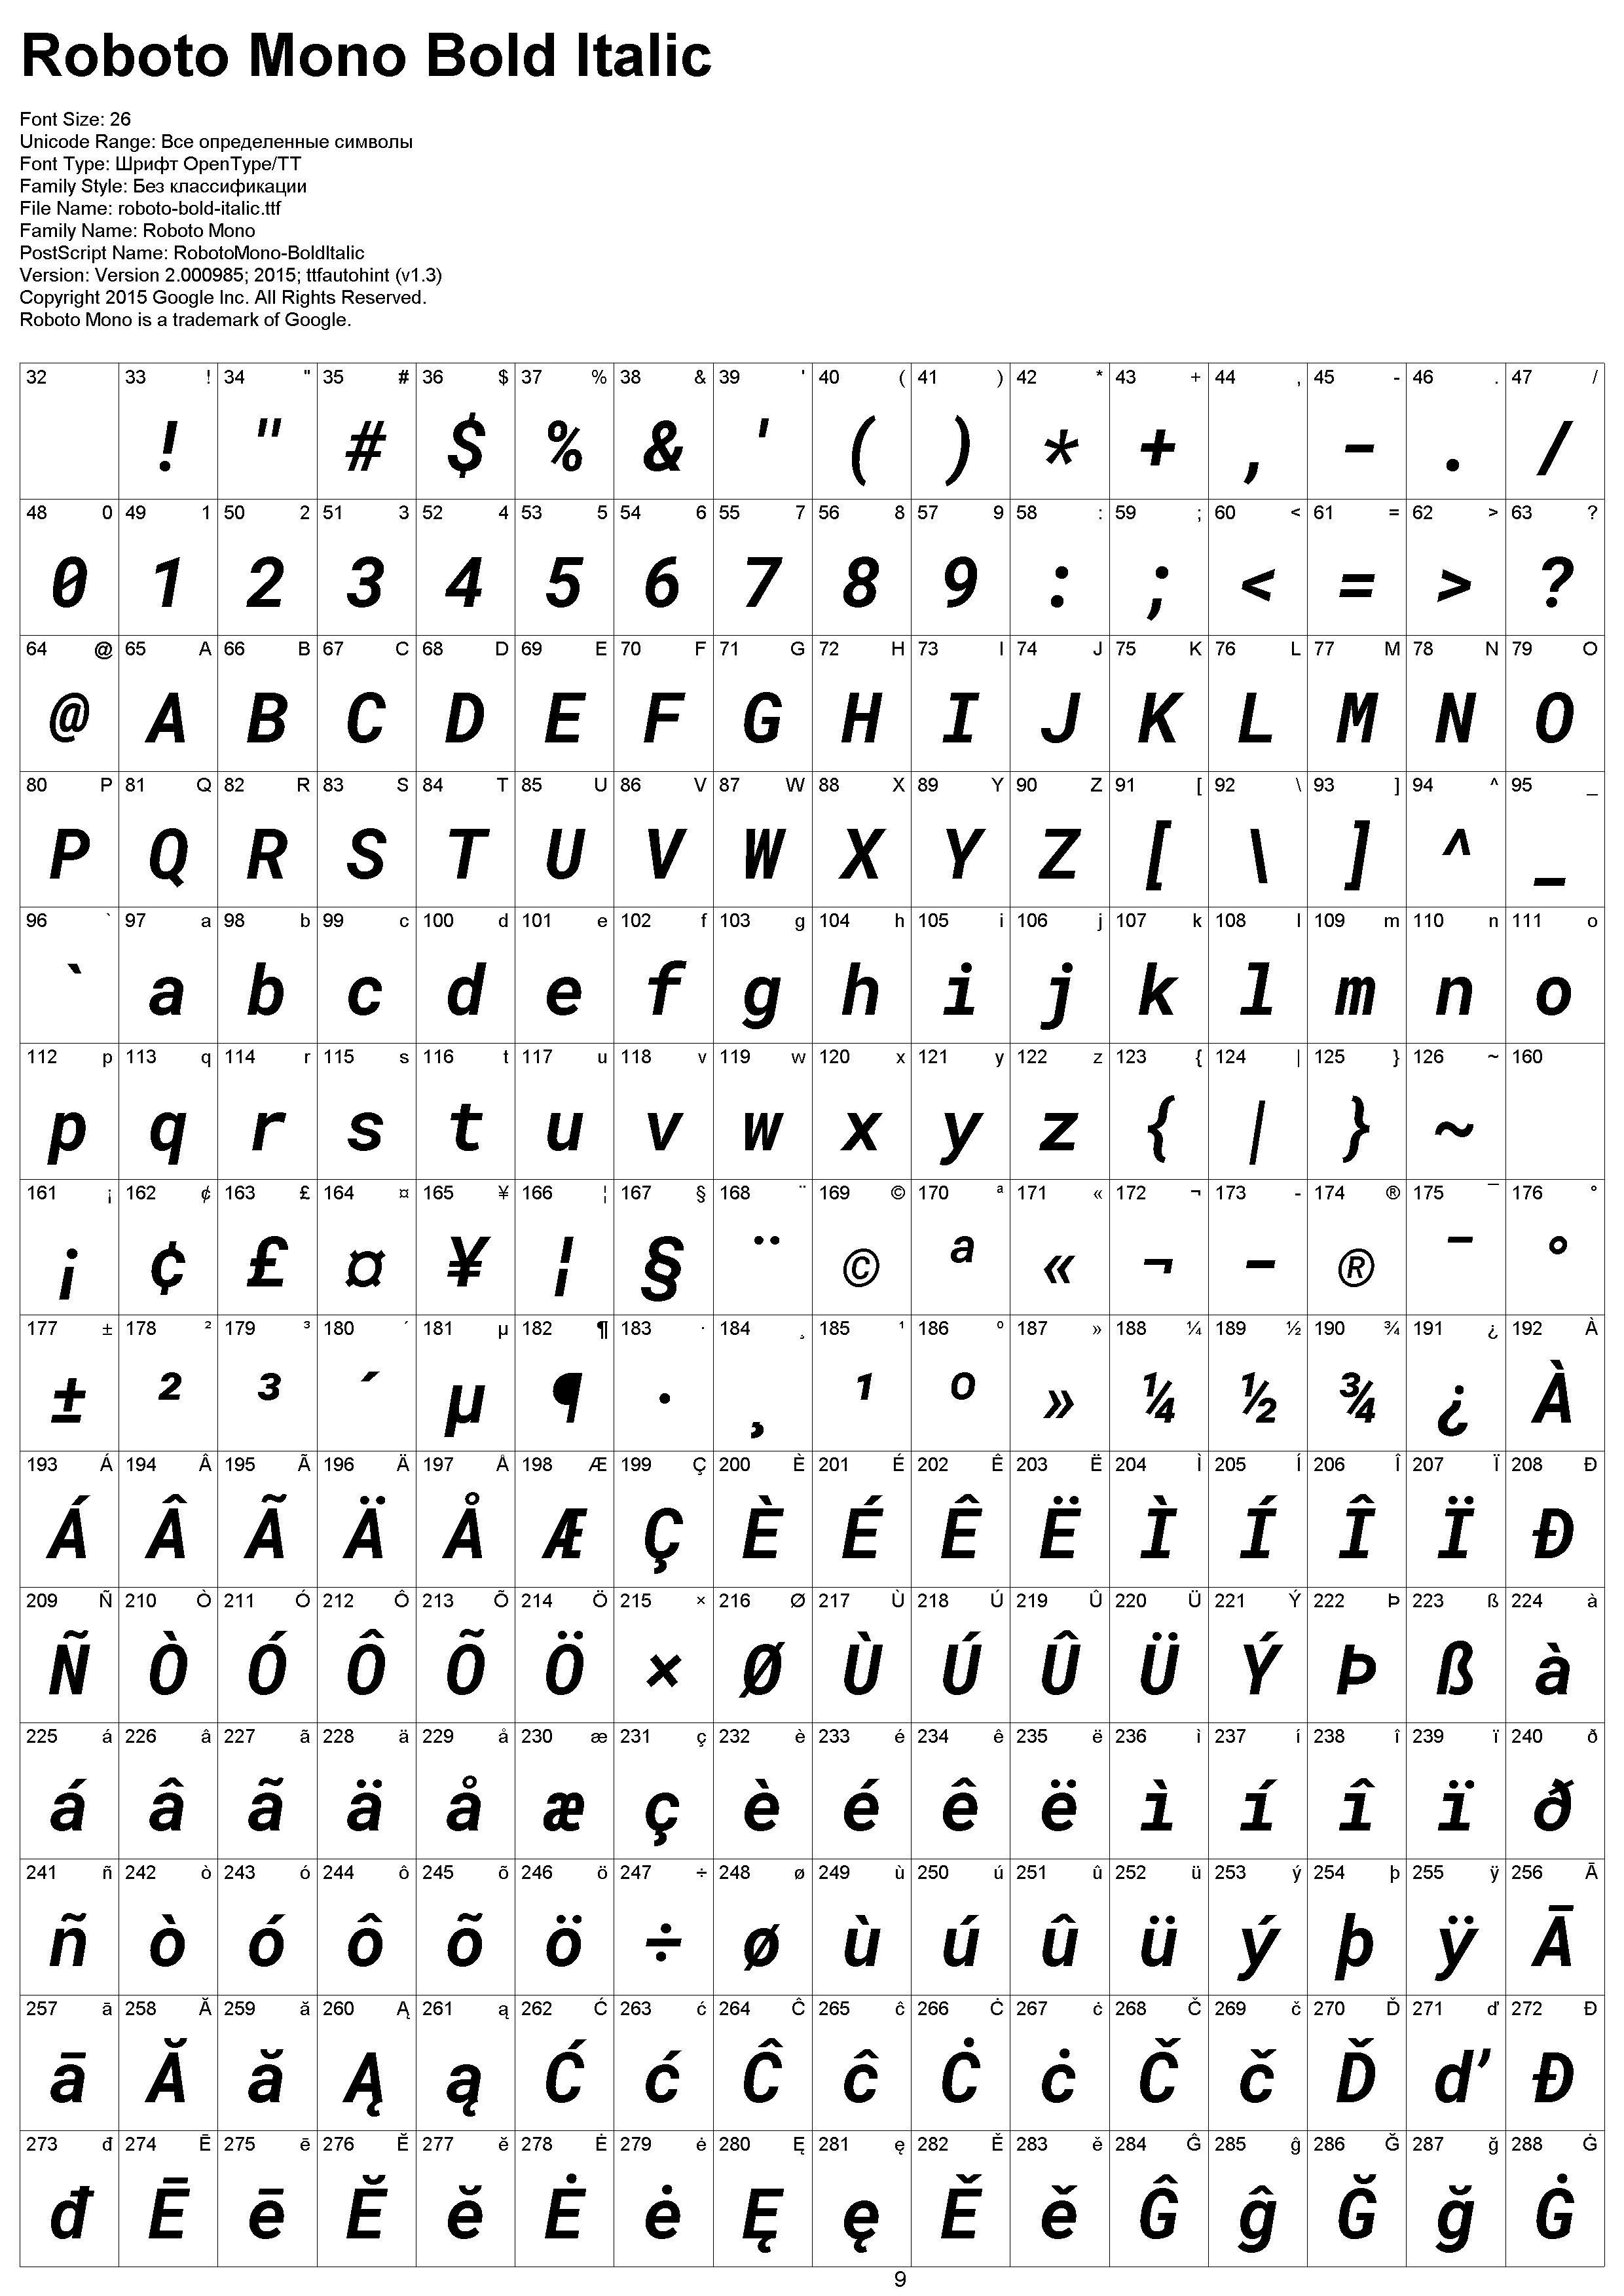 Roboto Mono Bold Italic
Font Size: 26
Unicode Range: Все определенные символы
Font Type: Шрифт OpenType/TT
Family Style: Без классификации
File Name: roboto-bold-italic.ttf
Family Name: Roboto Mono
PostScript Name: RobotoMono-BoldItalic
Version: Version 2.000985; 2015; ttfautohint (v1.3)
Copyright 2015 Google Inc. All Rights Reserved.
Roboto Mono is a trademark of Google.
32 33 ! 34 " 35 # 36 $ 37 % 38 & 39 ' 40 ( 41 ) 42 * 43 + 44 , 45 - 46 . 47 /
! " # $ % & ' ( ) * + , - . /
48 0 49 1 50 2 51 3 52 4 53 5 54 6 55 7 56 8 57 9 58 : 59 ; 60 < 61 = 62 > 63 ?
0 1 2 3 4 5 6 7 8 9 : ; < = > ?
64 @ 65 A 66 B 67 C 68 D 69 E 70 F 71 G 72 H 73 I 74 J 75 K 76 L 77 M 78 N 79 O
@ A B C D E F G H I J K L M N O
80 P 81 Q 82 R 83 S 84 T 85 U 86 V 87 W 88 X 89 Y 90 Z 91 [ 92 \ 93 ] 94 ^ 95 _
P Q R S T U V W X Y Z [ \ ] ^ _
96 ` 97 a 98 b 99 c 100 d 101 e 102 f 103 g 104 h 105 i 106 j 107 k 108 l 109 m 110 n 111 o
` a b c d e f g h i j k l m n o
112 p 113 q 114 r 115 s 116 t 117 u 118 v 119 w 120 x 121 y 122 z 123 { 124 | 125 } 126 ~ 160
p q r s t u v w x y z { | } ~
161 ¡ 162 ¢ 163 £ 164 ¤ 165 ¥ 166 ¦ 167 § 168 ¨ 169 © 170 ª 171 « 172 ¬ 173 - 174 ® 175 ¯ 176 °
¡ ¢ £ ¤ ¥ ¦ § ¨ © ª « ¬ - ® ¯ °
177 ± 178 ² 179 ³ 180 ´ 181 µ 182 ¶ 183 · 184 ¸ 185 ¹ 186 º 187 » 188 ¼ 189 ½ 190 ¾ 191 ¿ 192 À
± ² ³ ´ µ ¶ · ¸ ¹ º » ¼ ½ ¾ ¿ À
193 Á 194 Â 195 Ã 196 Ä 197 Å 198 Æ 199 Ç 200 È 201 É 202 Ê 203 Ë 204 Ì 205 Í 206 Î 207 Ï 208 Ð
Á Â Ã Ä Å Æ Ç È É Ê Ë Ì Í Î Ï Ð
209 Ñ 210 Ò 211 Ó 212 Ô 213 Õ 214 Ö 215 × 216 Ø 217 Ù 218 Ú 219 Û 220 Ü 221 Ý 222 Þ 223 ß 224 à
Ñ Ò Ó Ô Õ Ö × Ø Ù Ú Û Ü Ý Þ ß à
225 á 226 â 227 ã 228 ä 229 å 230 æ 231 ç 232 è 233 é 234 ê 235 ë 236 ì 237 í 238 î 239 ï 240 ð
á â ã ä å æ ç è é ê ë ì í î ï ð
241 ñ 242 ò 243 ó 244 ô 245 õ 246 ö 247 ÷ 248 ø 249 ù 250 ú 251 û 252 ü 253 ý 254 þ 255 ÿ 256 Ā
ñ ò ó ô õ ö ÷ ø ù ú û ü ý þ ÿ Ā
257 ā 258 Ă 259 ă 260 Ą 261 ą 262 Ć 263 ć 264 Ĉ 265 ĉ 266 Ċ 267 ċ 268 Č 269 č 270 Ď 271 ď 272 Đ
ā Ă ă Ą ą Ć ć Ĉ ĉ Ċ ċ Č č Ď ď Đ
273 đ 274 Ē 275 ē 276 Ĕ 277 ĕ 278 Ė 279 ė 280 Ę 281 ę 282 Ě 283 ě 284 Ĝ 285 ĝ 286 Ğ 287 ğ 288 Ġ
đ Ē ē Ĕ ĕ Ė ė Ę ę Ě ě Ĝ ĝ Ğ ğ Ġ
9